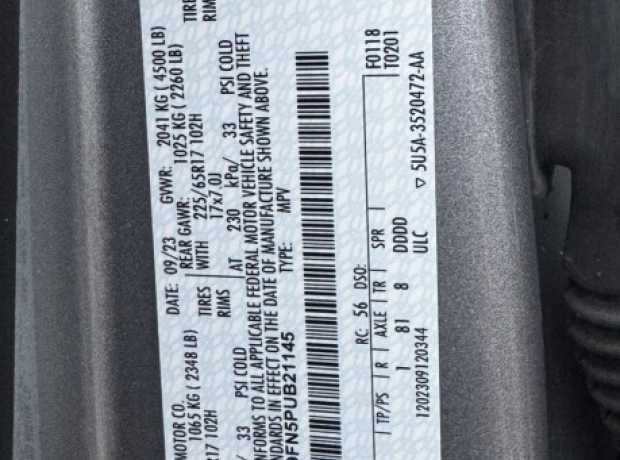 MOTOR CO.
DATE: 09/23 GVWR: 2041 KG ( 4500 LB)
1065 KG ( 2348 LB) REAR GAWR: 1025 KG ( 2260 LB)
TIRES WITH 225/65R17 102H TIRES
R17 102H RIMS 17x7.0J RIMS
/ 33 PSI COLD AT 230 kPa/ 33 PSI COLD
NFORMS TO ALL APPLICABLE FEDERAL MOTOR VEHICLE SAFETY AND THEFT
NDARDS IN EFFECT ON THE DATE OF MANUFACTURE SHOWN ABOVE.
FN5PUB21145 TYPE: MPV
RC: 56 DSO: F0118
T0201
TP/PS R AXLE TR SPR
1 81 8 DDDD
ULC ▽ 5U5A-3520472-AA
1202309120344